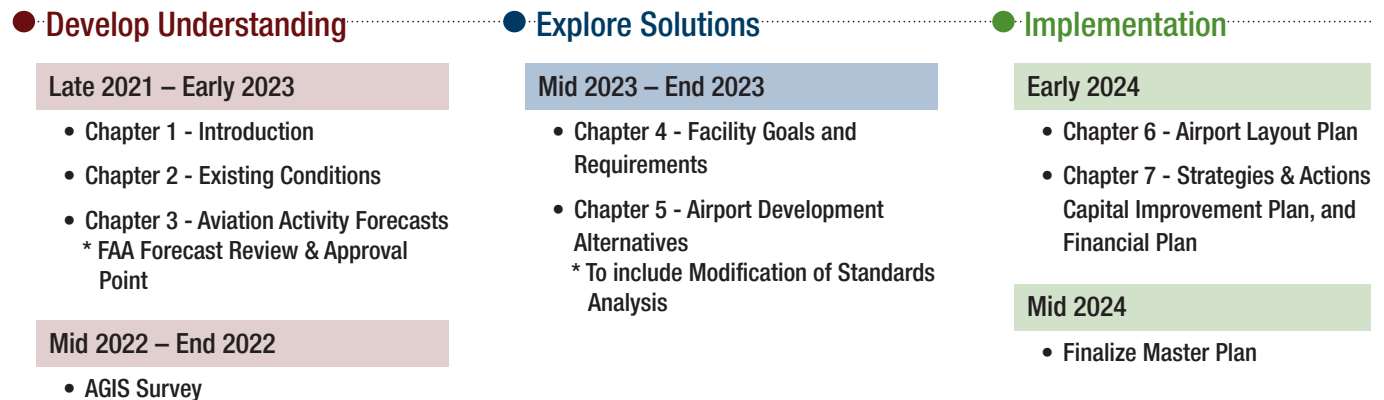 Develop Understanding
Late 2021 – Early 2023
• Chapter 1 - Introduction
• Chapter 2 - Existing Conditions
• Chapter 3 - Aviation Activity Forecasts
* FAA Forecast Review & Approval
Point
Mid 2022 – End 2022
• AGIS Survey
Explore Solutions
Mid 2023 – End 2023
• Chapter 4 - Facility Goals and
Requirements
• Chapter 5 - Airport Development
Alternatives
* To include Modification of Standards
Analysis
Implementation
Early 2024
• Chapter 6 - Airport Layout Plan
• Chapter 7 - Strategies & Actions
Capital Improvement Plan, and
Financial Plan
Mid 2024
• Finalize Master Plan